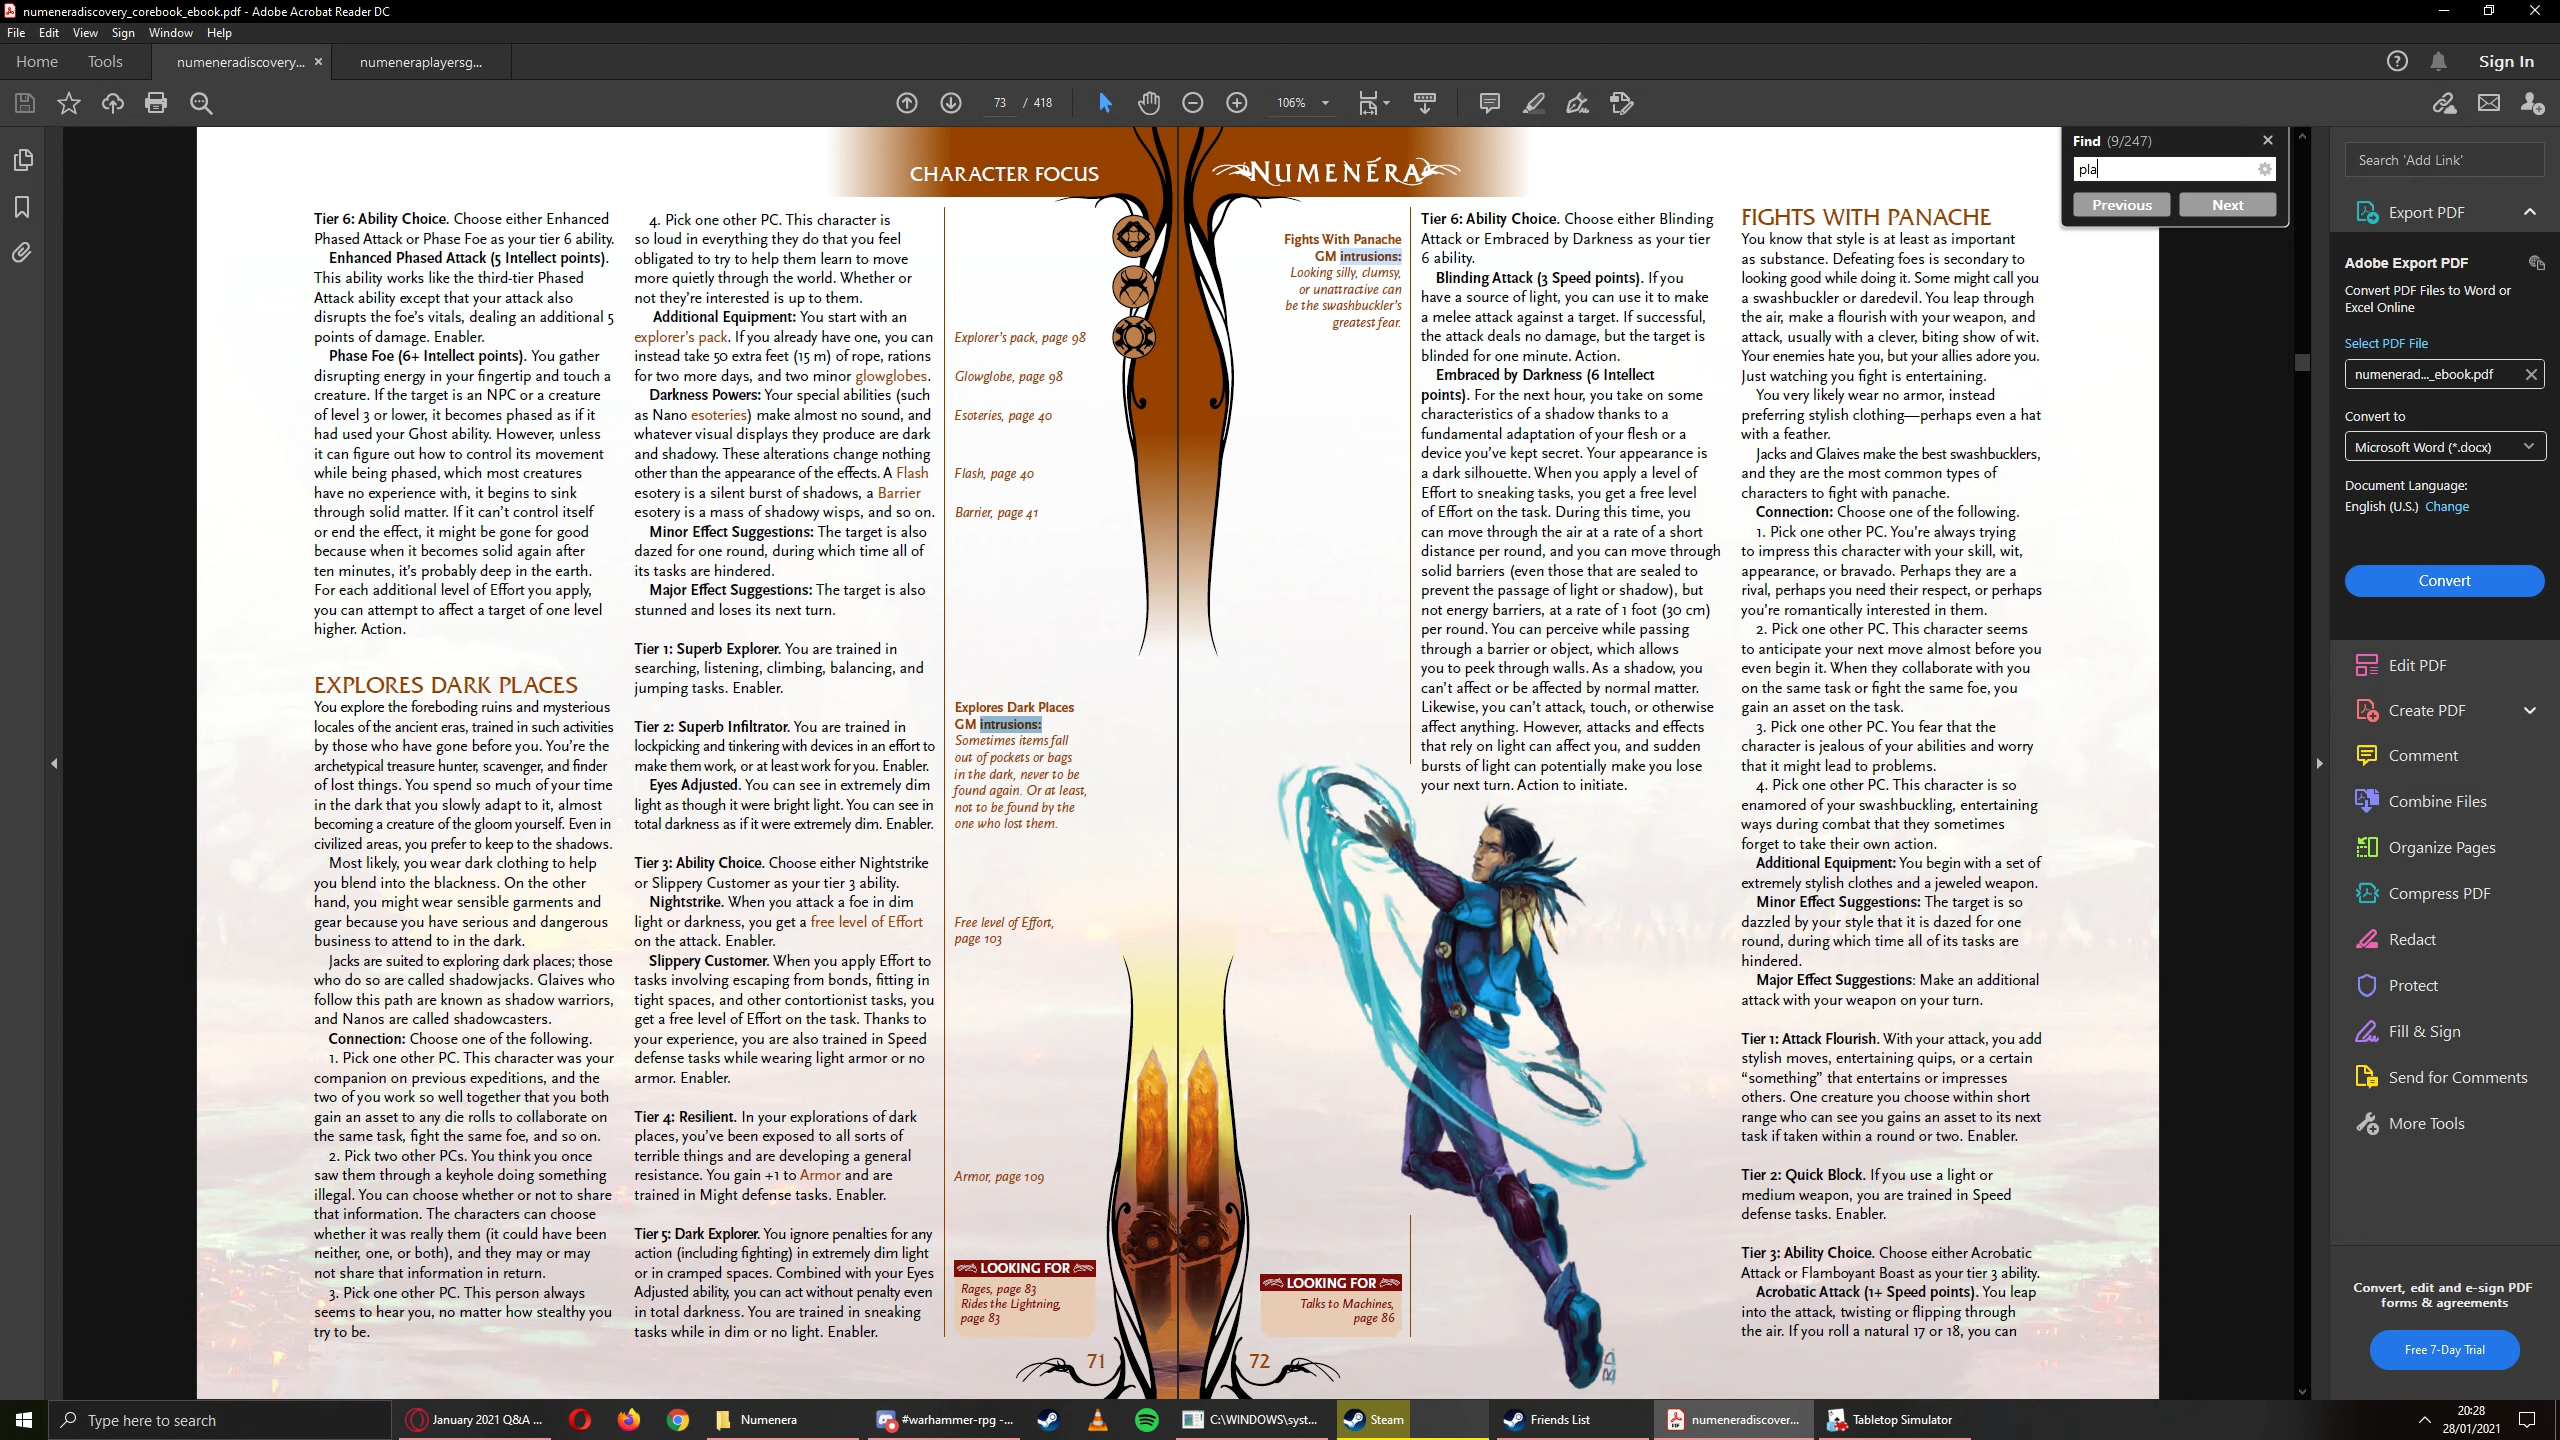 numeneradiscovery_corebook_ebook.pdf - Adobe Acrobat Reader DC
File Edit View Sign Window Help
Home Tools numeneradiscovery... × numeneraplayersg... Sign In
73 / 418 106%
Find (9/247)
pla
Previous Next
CHARACTER FOCUS
Tier 6: Ability Choice. Choose either Enhanced
Phased Attack or Phase Foe as your tier 6 ability.
Enhanced Phased Attack (5 Intellect points).
This ability works like the third-tier Phased
Attack ability except that your attack also
disrupts the foe's vitals, dealing an additional 5
points of damage. Enabler.
Phase Foe (6+ Intellect points). You gather
disrupting energy in your fingertip and touch a
creature. If the target is an NPC or a creature
of level 3 or lower, it becomes phased as if it
had used your Ghost ability. However, unless
it can figure out how to control its movement
while being phased, which most creatures
have no experience with, it begins to sink
through solid matter. If it can't control itself
or end the effect, it might be gone for good
because when it becomes solid again after
ten minutes, it's probably deep in the earth.
For each additional level of Effort you apply,
you can attempt to affect a target of one level
higher. Action.
EXPLORES DARK PLACES
You explore the foreboding ruins and mysterious
locales of the ancient eras, trained in such activities
by those who have gone before you. You're the
archetypical treasure hunter, scavenger, and finder
of lost things. You spend so much of your time
in the dark that you slowly adapt to it, almost
becoming a creature of the gloom yourself. Even in
civilized areas, you prefer to keep to the shadows.
Most likely, you wear dark clothing to help
you blend into the blackness. On the other
hand, you might wear sensible garments and
gear because you have serious and dangerous
business to attend to in the dark.
Jacks are suited to exploring dark places; those
who do so are called shadowjacks. Glaives who
follow this path are known as shadow warriors,
and Nanos are called shadowcasters.
Connection: Choose one of the following.
1. Pick one other PC. This character was your
companion on previous expeditions, and the
two of you work so well together that you both
gain an asset to any die rolls to collaborate on
the same task, fight the same foe, and so on.
2. Pick two other PCs. You think you once
saw them through a keyhole doing something
illegal. You can choose whether or not to share
that information. The characters can choose
whether it was really them (it could have been
neither, one, or both), and they may or may
not share that information in return.
3. Pick one other PC. This person always
seems to hear you, no matter how stealthy you
try to be.
4. Pick one other PC. This character is
so loud in everything they do that you feel
obligated to try to help them learn to move
more quietly through the world. Whether or
not they're interested is up to them.
Additional Equipment: You start with an
explorer's pack. If you already have one, you can
instead take 50 extra feet (15 m) of rope, rations
for two more days, and two minor glowglobes.
Darkness Powers: Your special abilities (such
as Nano esoteries) make almost no sound, and
whatever visual displays they produce are dark
and shadowy. These alterations change nothing
other than the appearance of the effects. A Flash
esotery is a silent burst of shadows, a Barrier
esotery is a mass of shadowy wisps, and so on.
Minor Effect Suggestions: The target is also
dazed for one round, during which time all of
its tasks are hindered.
Major Effect Suggestions: The target is also
stunned and loses its next turn.
Tier 1: Superb Explorer. You are trained in
searching, listening, climbing, balancing, and
jumping tasks. Enabler.
Tier 2: Superb Infiltrator. You are trained in
lockpicking and tinkering with devices in an effort to
make them work, or at least work for you. Enabler.
Eyes Adjusted. You can see in extremely dim
light as though it were bright light. You can see in
total darkness as if it were extremely dim. Enabler.
Tier 3: Ability Choice. Choose either Nightstrike
or Slippery Customer as your tier 3 ability.
Nightstrike. When you attack a foe in dim
light or darkness, you get a free level of Effort
on the attack. Enabler.
Slippery Customer. When you apply Effort to
tasks involving escaping from bonds, fitting in
tight spaces, and other contortionist tasks, you
get a free level of Effort on the task. Thanks to
your experience, you are also trained in Speed
defense tasks while wearing light armor or no
armor. Enabler.
Tier 4: Resilient. In your explorations of dark
places, you've been exposed to all sorts of
terrible things and are developing a general
resistance. You gain +1 to Armor and are
trained in Might defense tasks. Enabler.
Tier 5: Dark Explorer. You ignore penalties for any
action (including fighting) in extremely dim light
or in cramped spaces. Combined with your Eyes
Adjusted ability, you can act without penalty even
in total darkness. You are trained in sneaking
tasks while in dim or no light. Enabler.
Explorer's pack, page 98
Glowglobe, page 98
Esoteries, page 40
Flash, page 40
Barrier, page 41
Explores Dark Places
GM intrusions:
Sometimes items fall
out of pockets or bags
in the dark, never to be
found again. Or at least,
not to be found by the
one who lost them.
Free level of Effort,
page 103
Armor, page 109
LOOKING FOR
Rages, page 83
Rides the Lightning,
page 83
71
NUMENÉRA
Fights With Panache
GM intrusions:
Looking silly, clumsy,
or unattractive can
be the swashbuckler's
greatest fear.
LOOKING FOR
Talks to Machines,
page 86
72
Tier 6: Ability Choice. Choose either Blinding
Attack or Embraced by Darkness as your tier
6 ability.
Blinding Attack (3 Speed points). If you
have a source of light, you can use it to make
a melee attack against a target. If successful,
the attack deals no damage, but the target is
blinded for one minute. Action.
Embraced by Darkness (6 Intellect
points). For the next hour, you take on some
characteristics of a shadow thanks to a
fundamental adaptation of your flesh or a
device you've kept secret. Your appearance is
a dark silhouette. When you apply a level of
Effort to sneaking tasks, you get a free level
of Effort on the task. During this time, you
can move through the air at a rate of a short
distance per round, and you can move through
solid barriers (even those that are sealed to
prevent the passage of light or shadow), but
not energy barriers, at a rate of 1 foot (30 cm)
per round. You can perceive while passing
through a barrier or object, which allows
you to peek through walls. As a shadow, you
can't affect or be affected by normal matter.
Likewise, you can't attack, touch, or otherwise
affect anything. However, attacks and effects
that rely on light can affect you, and sudden
bursts of light can potentially make you lose
your next turn. Action to initiate.
B.D.
FIGHTS WITH PANACHE
You know that style is at least as important
as substance. Defeating foes is secondary to
looking good while doing it. Some might call you
a swashbuckler or daredevil. You leap through
the air, make a flourish with your weapon, and
attack, usually with a clever, biting show of wit.
Your enemies hate you, but your allies adore you.
Just watching you fight is entertaining.
You very likely wear no armor, instead
preferring stylish clothing—perhaps even a hat
with a feather.
Jacks and Glaives make the best swashbucklers,
and they are the most common types of
characters to fight with panache.
Connection: Choose one of the following.
1. Pick one other PC. You're always trying
to impress this character with your skill, wit,
appearance, or bravado. Perhaps they are a
rival, perhaps you need their respect, or perhaps
you're romantically interested in them.
2. Pick one other PC. This character seems
to anticipate your next move almost before you
even begin it. When they collaborate with you
on the same task or fight the same foe, you
gain an asset on the task.
3. Pick one other PC. You fear that the
character is jealous of your abilities and worry
that it might lead to problems.
4. Pick one other PC. This character is so
enamored of your swashbuckling, entertaining
ways during combat that they sometimes
forget to take their own action.
Additional Equipment: You begin with a set of
extremely stylish clothes and a jeweled weapon.
Minor Effect Suggestions: The target is so
dazzled by your style that it is dazed for one
round, during which time all of its tasks are
hindered.
Major Effect Suggestions: Make an additional
attack with your weapon on your turn.
Tier 1: Attack Flourish. With your attack, you add
stylish moves, entertaining quips, or a certain
“something” that entertains or impresses
others. One creature you choose within short
range who can see you gains an asset to its next
task if taken within a round or two. Enabler.
Tier 2: Quick Block. If you use a light or
medium weapon, you are trained in Speed
defense tasks. Enabler.
Tier 3: Ability Choice. Choose either Acrobatic
Attack or Flamboyant Boast as your tier 3 ability.
Acrobatic Attack (1+ Speed points). You leap
into the attack, twisting or flipping through
the air. If you roll a natural 17 or 18, you can
Search 'Add Link'
Export PDF
Adobe Export PDF
Convert PDF Files to Word or
Excel Online
Select PDF File
numenerad..._ebook.pdf
Convert to
Microsoft Word (*.docx)
Document Language:
English (U.S.) Change
Convert
Edit PDF
Create PDF
Comment
Combine Files
Organize Pages
Compress PDF
Redact
Protect
Fill & Sign
Send for Comments
More Tools
Convert, edit and e-sign PDF
forms & agreements
Free 7-Day Trial
Type here to search January 2021 Q&A ... Numenera #warhammer-rpg -... C:\WINDOWS\syst... Steam Friends List numeneradiscover... Tabletop Simulator
20:28
28/01/2021